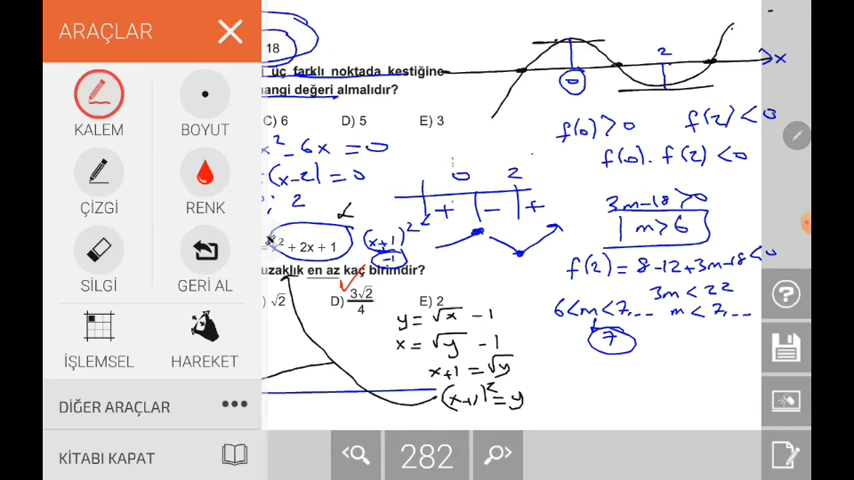 ARAÇLAR
KALEM
BOYUT
ÇİZGİ
RENK
SİLGİ
GERİ AL
İŞLEMSEL
HAREKET
DİĞER ARAÇLAR
KİTABI KAPAT
18
üç farklı noktada kestiğine
hangi değeri almalıdır?
C) 6 D) 5 E) 3
x² - 6x = 0
(x-2) = 0
; 2
0 2
+ - +
x² + 2x + 1
(x+1)²
-1
uzaklık en az kaç birimdir?
√2 D) 3√2/4 E) 2
y = √x - 1
x = √y - 1
x+1 = √y
(x+1)² = y
0 2 x
f(0) > 0 f(2) < 0
f(0). f(2) < 0
3m-18 > 0
m > 6
f(2) = 8-12+3m-18 < 0
3m < 22
6 < m < 7,... m < 7,...
7
282